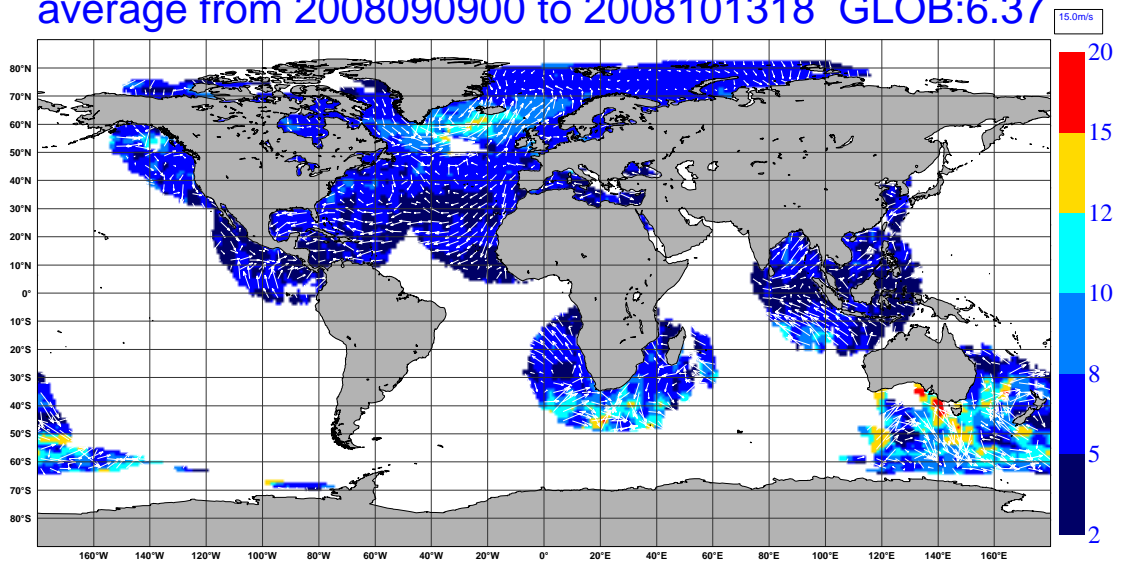 average from 2008090900 to 2008101318 GLOB:6.37
15.0m/s
80°N
70°N
60°N
50°N
40°N
30°N
20°N
10°N
0°
10°S
20°S
30°S
40°S
50°S
60°S
70°S
80°S
160°W 140°W 120°W 100°W 80°W 60°W 40°W 20°W 0° 20°E 40°E 60°E 80°E 100°E 120°E 140°E 160°E
20
15
12
10
8
5
2